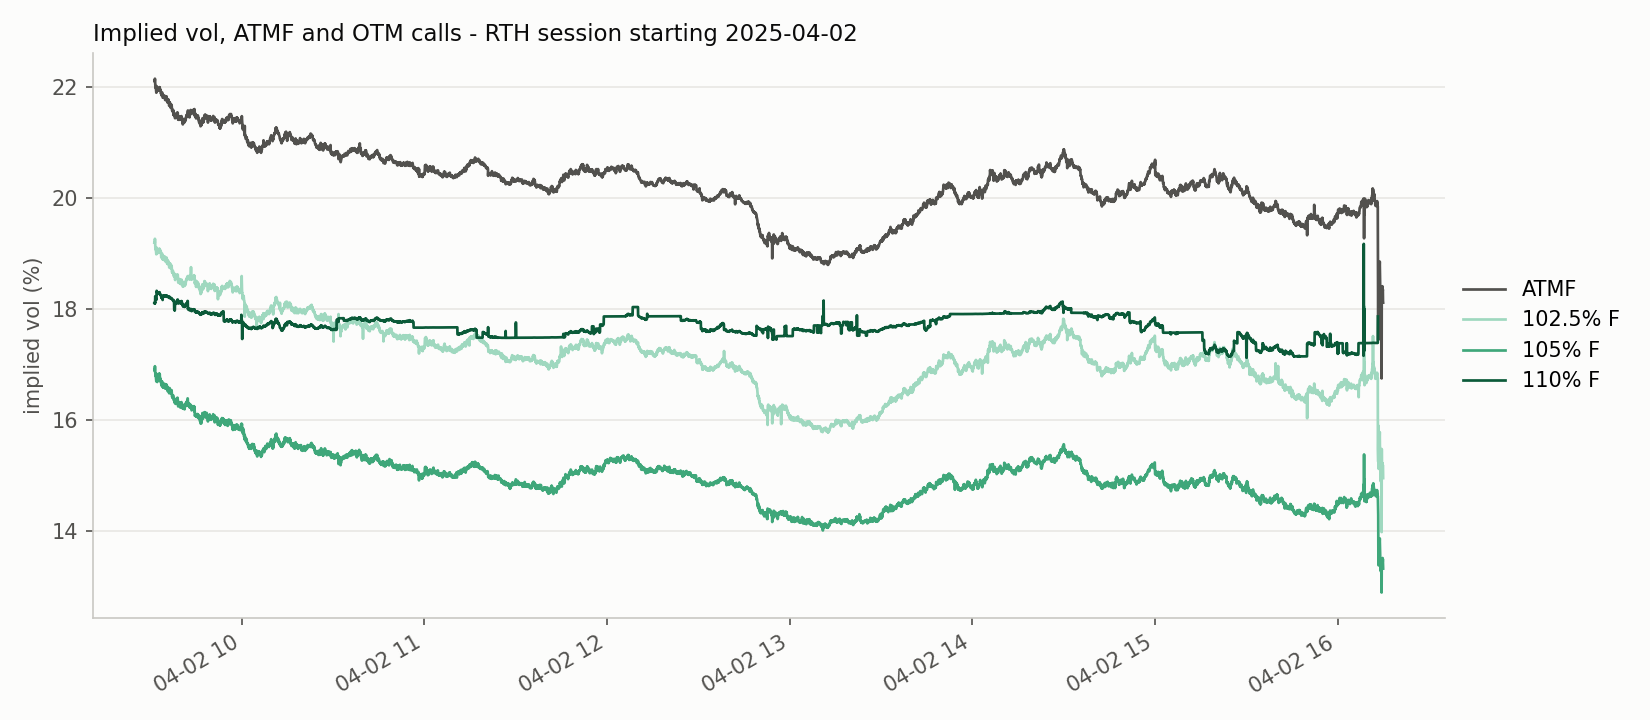 Implied vol, ATMF and OTM calls - RTH session starting 2025-04-02
implied vol (%)
22
20
18
16
14
04-02 10
04-02 11
04-02 12
04-02 13
04-02 14
04-02 15
04-02 16
ATMF
102.5% F
105% F
110% F